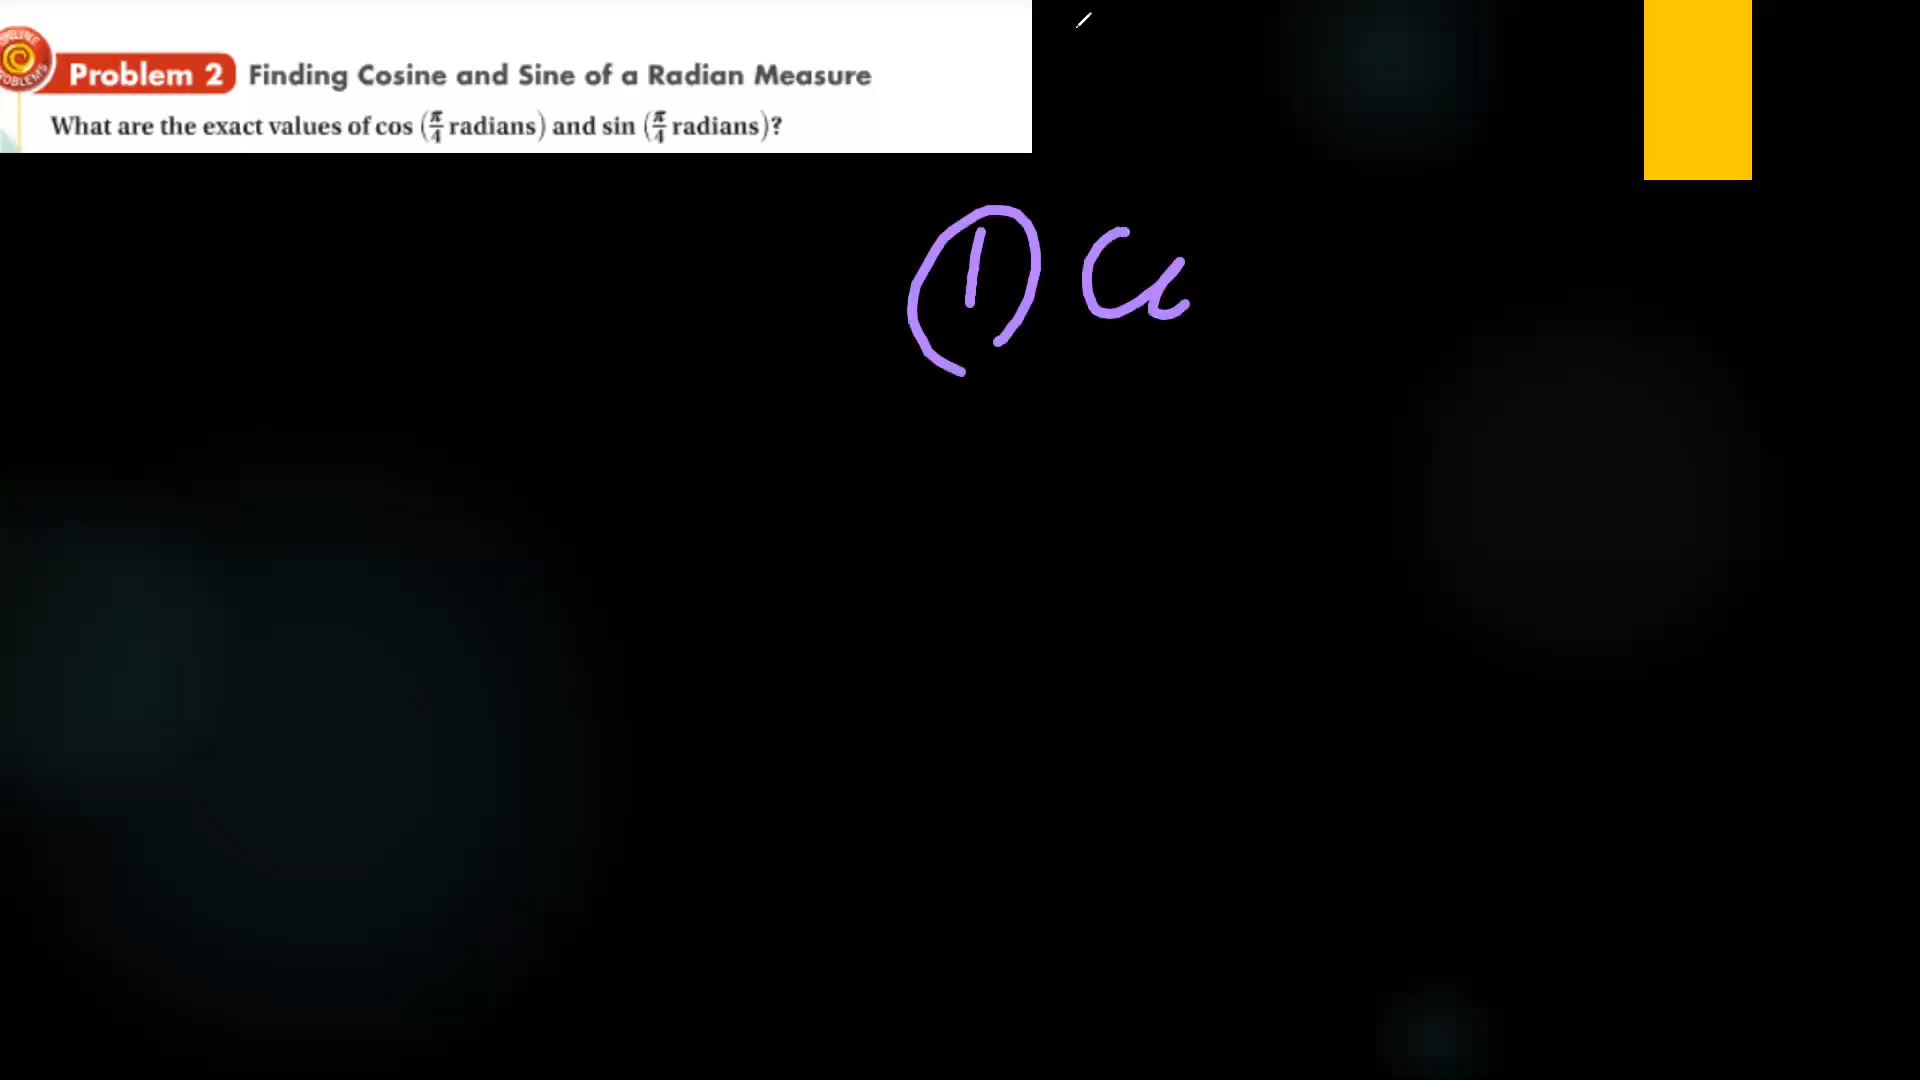 Problem 2 Finding Cosine and Sine of a Radian Measure
What are the exact values of cos (π/4 radians) and sin (π/4 radians)?
① Co